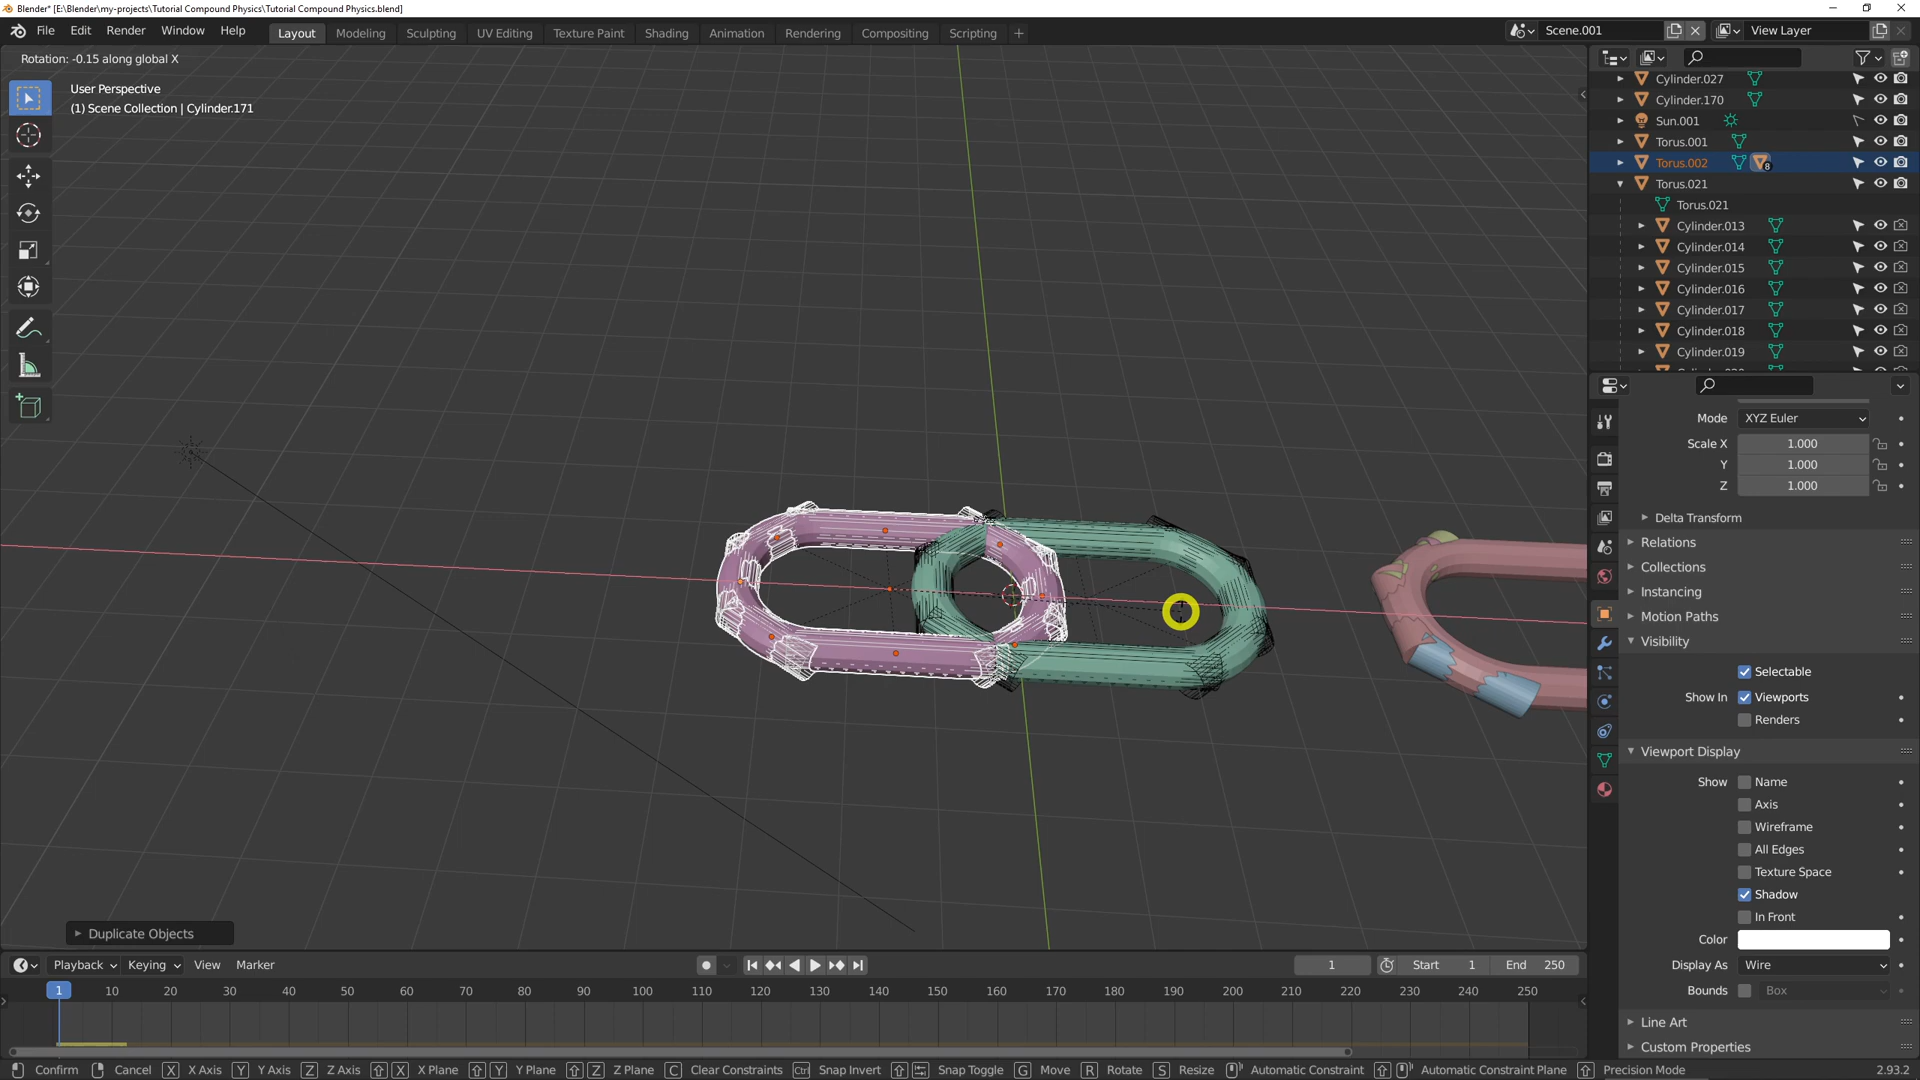 Blender* [E:\Blender\my-projects\Tutorial Compound Physics\Tutorial Compound Physics.blend]
File Edit Render Window Help
Layout Modeling Sculpting UV Editing Texture Paint Shading Animation Rendering Compositing Scripting +
Scene.001
View Layer
Rotation: -0.15 along global X
User Perspective
(1) Scene Collection | Cylinder.171
Cylinder.027
Cylinder.170
Sun.001
Torus.001
Torus.002 8
Torus.021
Torus.021
Cylinder.013
Cylinder.014
Cylinder.015
Cylinder.016
Cylinder.017
Cylinder.018
Cylinder.019
Mode XYZ Euler
Scale X 1.000
Y 1.000
Z 1.000
Delta Transform
Relations
Collections
Instancing
Motion Paths
Visibility
Selectable
Show In Viewports
Renders
Viewport Display
Show Name
Axis
Wireframe
All Edges
Texture Space
Shadow
In Front
Color
Display As Wire
Bounds Box
Line Art
Custom Properties
Duplicate Objects
Playback Keying View Marker
1 Start 1 End 250
1 10 20 30 40 50 60 70 80 90 100 110 120 130 140 150 160 170 180 190 200 210 220 230 240 250
Confirm Cancel X X Axis Y Y Axis Z Z Axis X X Plane Y Y Plane Z Z Plane C Clear Constraints Ctrl Snap Invert Snap Toggle G Move R Rotate S Resize Automatic Constraint Automatic Constraint Plane Precision Mode 2.93.2